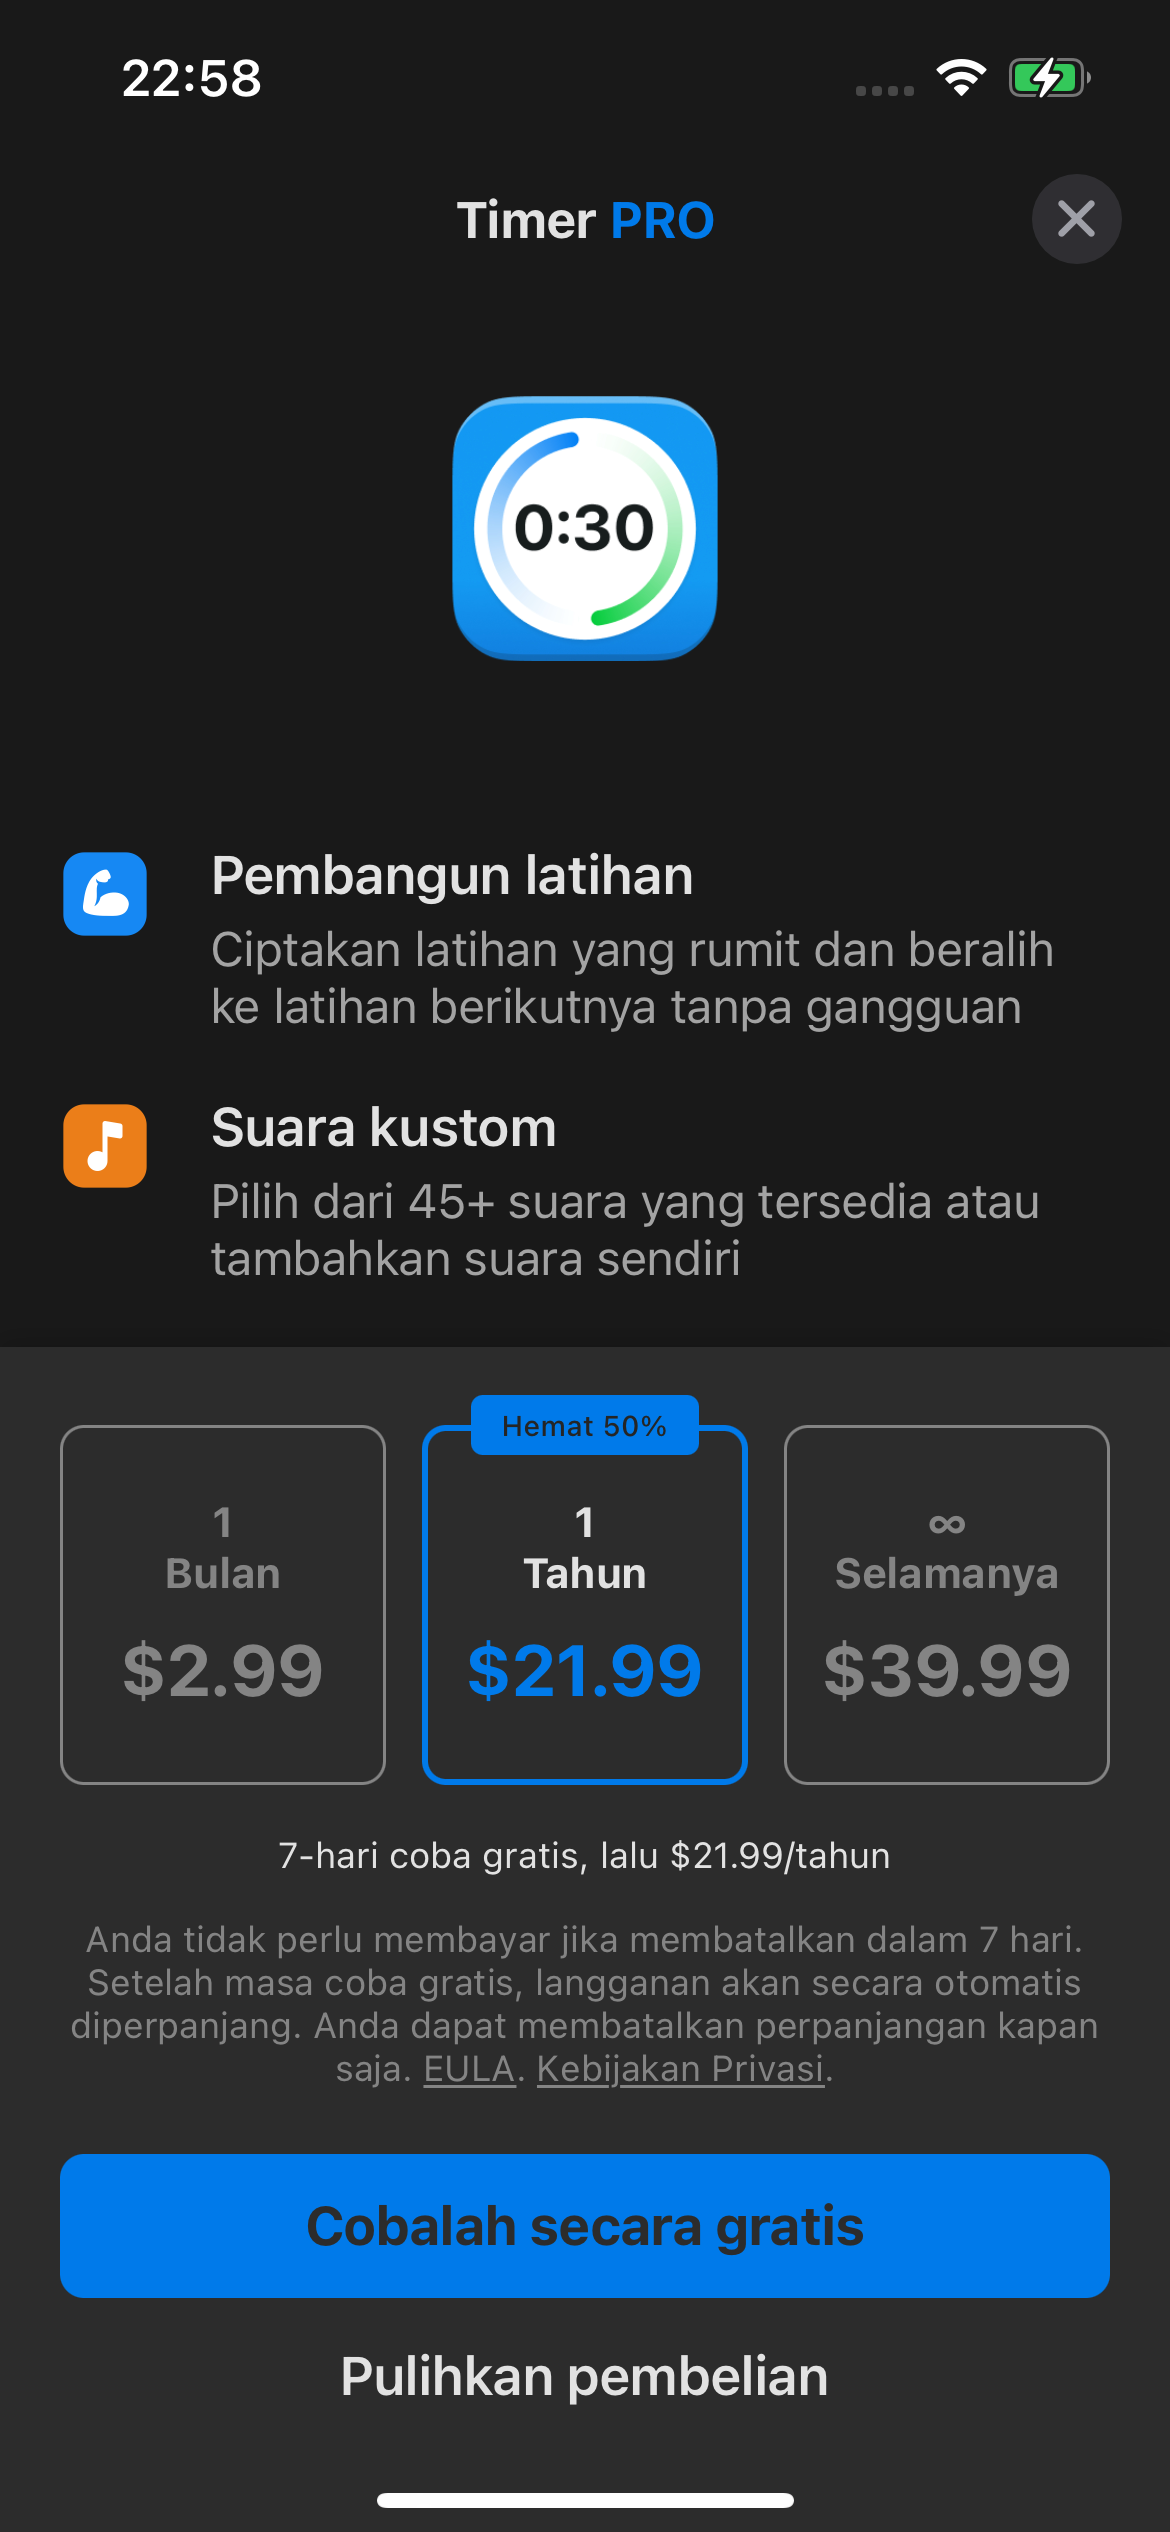 22:58
Timer PRO
0:30
Pembangun latihan
Ciptakan latihan yang rumit dan beralih
ke latihan berikutnya tanpa gangguan
Suara kustom
Pilih dari 45+ suara yang tersedia atau
tambahkan suara sendiri
Hemat 50%
1
Bulan
$2.99
1
Tahun
$21.99
∞
Selamanya
$39.99
7-hari coba gratis, lalu $21.99/tahun
Anda tidak perlu membayar jika membatalkan dalam 7 hari.
Setelah masa coba gratis, langganan akan secara otomatis
diperpanjang. Anda dapat membatalkan perpanjangan kapan
saja. EULA. Kebijakan Privasi.
Cobalah secara gratis
Pulihkan pembelian